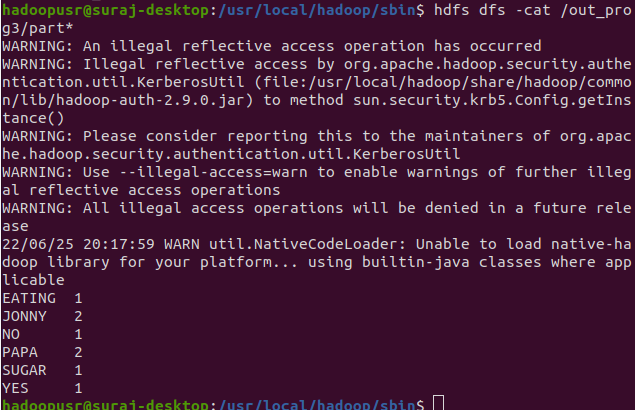 hadoopusr@suraj-desktop:/usr/local/hadoop/sbin$ hdfs dfs -cat /out_pro
g3/part*
WARNING: An illegal reflective access operation has occurred
WARNING: Illegal reflective access by org.apache.hadoop.security.authe
ntication.util.KerberosUtil (file:/usr/local/hadoop/share/hadoop/commo
n/lib/hadoop-auth-2.9.0.jar) to method sun.security.krb5.Config.getIns
tance()
WARNING: Please consider reporting this to the maintainers of org.apac
he.hadoop.security.authentication.util.KerberosUtil
WARNING: Use --illegal-access=warn to enable warnings of further illeg
al reflective access operations
WARNING: All illegal access operations will be denied in a future rele
ase
22/06/25 20:17:59 WARN util.NativeCodeLoader: Unable to load native-ha
doop library for your platform... using builtin-java classes where app
licable
EATING	1
JONNY	2
NO	1
PAPA	2
SUGAR	1
YES	1
hadoopusr@suraj-desktop:/usr/local/hadoop/sbin$